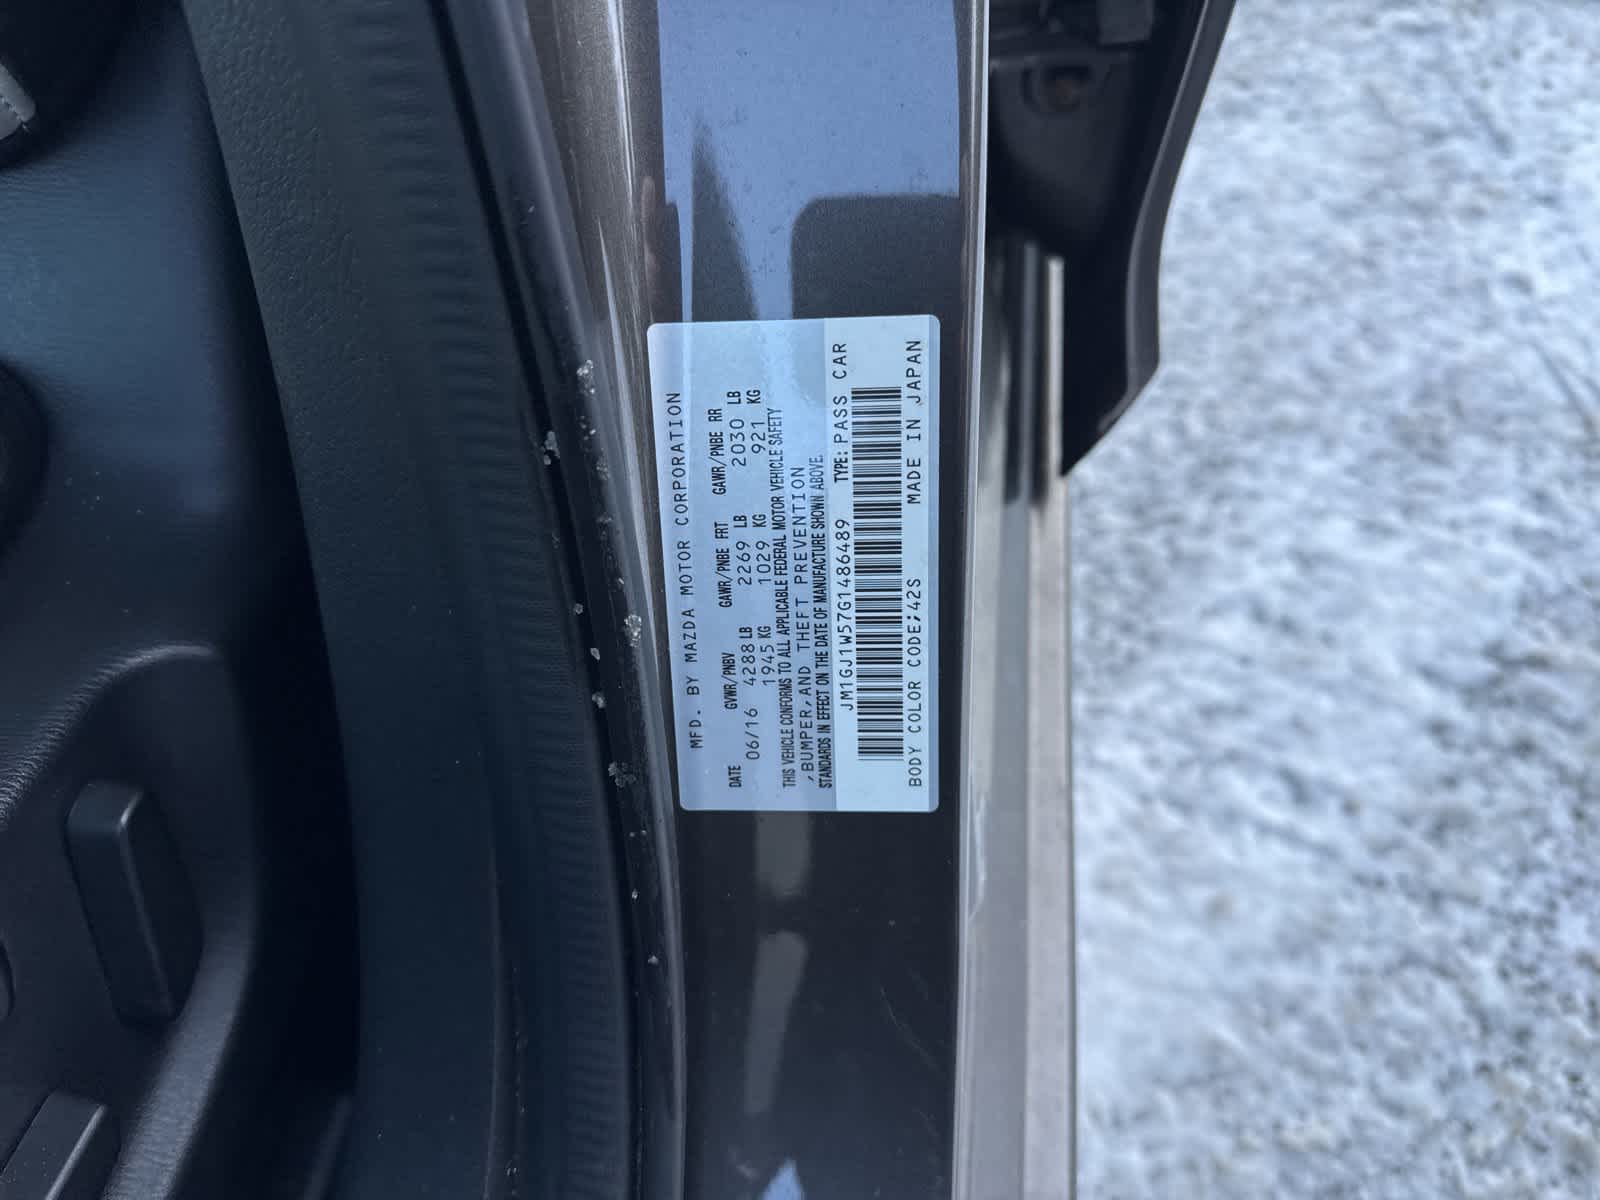 MFD. BY MAZDA MOTOR CORPORATION
DATE GVWR/PNBV GAWR/PNBE FRT GAWR/PNBE RR
06/16 4288 LB 2269 LB 2030 LB
1945 KG 1029 KG 921 KG
THIS VEHICLE CONFORMS TO ALL APPLICABLE FEDERAL MOTOR VEHICLE SAFETY
,BUMPER,AND THEFT PREVENTION
STANDARDS IN EFFECT ON THE DATE OF MANUFACTURE SHOWN ABOVE.
JM1GJ1W57G1486489 TYPE: PASS CAR
BODY COLOR CODE;42S MADE IN JAPAN